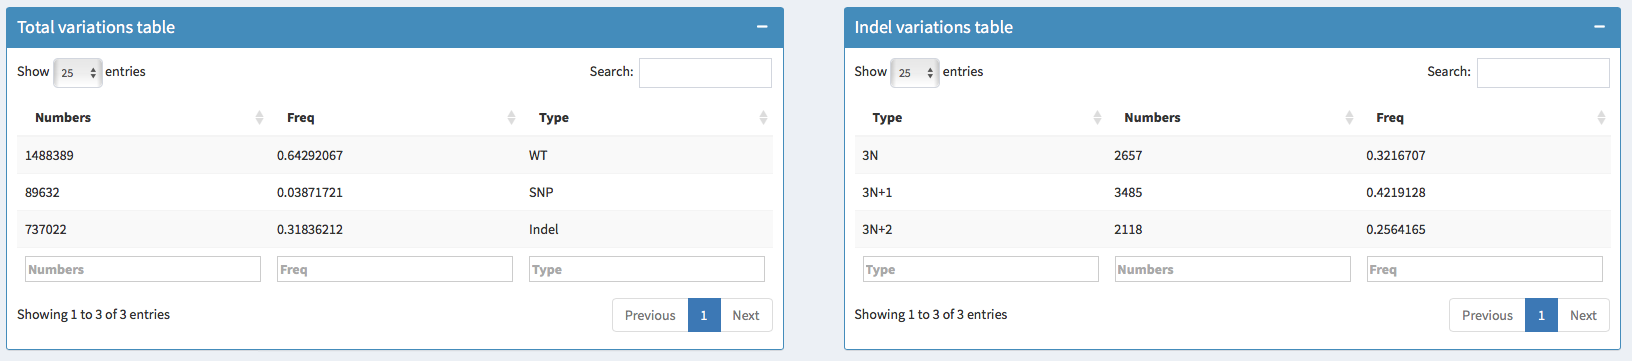 Total variations table
Show 25 entries Search:
Numbers Freq Type
1488389 0.64292067 WT
89632 0.03871721 SNP
737022 0.31836212 Indel
Numbers Freq Type
Showing 1 to 3 of 3 entries Previous 1 Next
Indel variations table
Show 25 entries Search:
Type Numbers Freq
3N 2657 0.3216707
3N+1 3485 0.4219128
3N+2 2118 0.2564165
Type Numbers Freq
Showing 1 to 3 of 3 entries Previous 1 Next